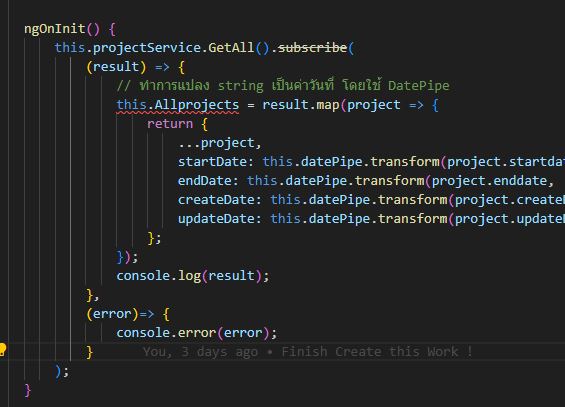 ngOnInit() {
this.projectService.GetAll().subscribe(
(result) => {
// ทำการแปลง string เป็นค่าวันที่ โดยใช้ DatePipe
this.Allprojects = result.map(project => {
return {
...project,
startDate: this.datePipe.transform(project.startda
endDate: this.datePipe.transform(project.enddate,
createDate: this.datePipe.transform(project.create
updateDate: this.datePipe.transform(project.update
};
});
console.log(result);
},
(error)=> {
console.error(error);
} You, 3 days ago • Finish Create this Work !
);
}